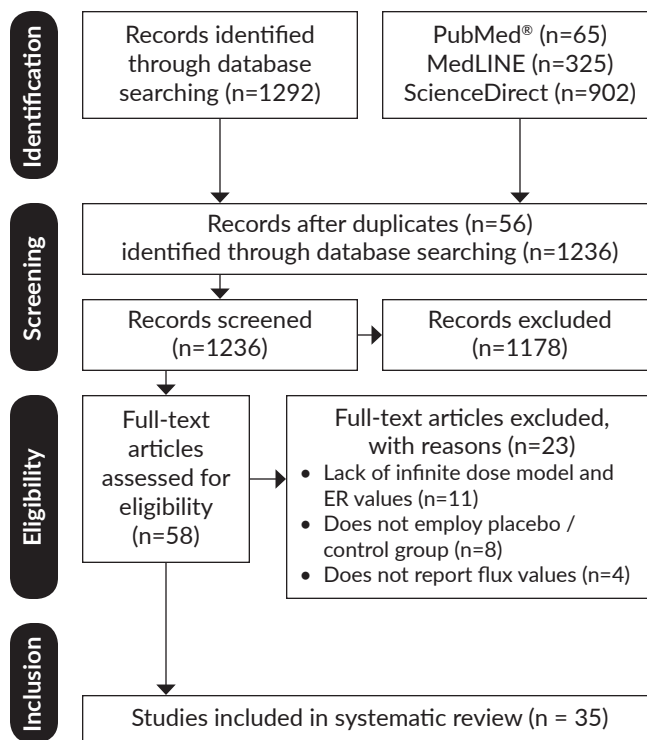 Identification
Records identified
through database
searching (n=1292)
PubMed® (n=65)
MedLINE (n=325)
ScienceDirect (n=902)
Screening
Records after duplicates (n=56)
identified through database searching (n=1236)
Records screened
(n=1236)
Records excluded
(n=1178)
Eligibility
Full-text
articles
assessed for
eligibility
(n=58)
Full-text articles excluded,
with reasons (n=23)
• Lack of infinite dose model and
ER values (n=11)
• Does not employ placebo /
control group (n=8)
• Does not report flux values (n=4)
Inclusion
Studies included in systematic review (n = 35)